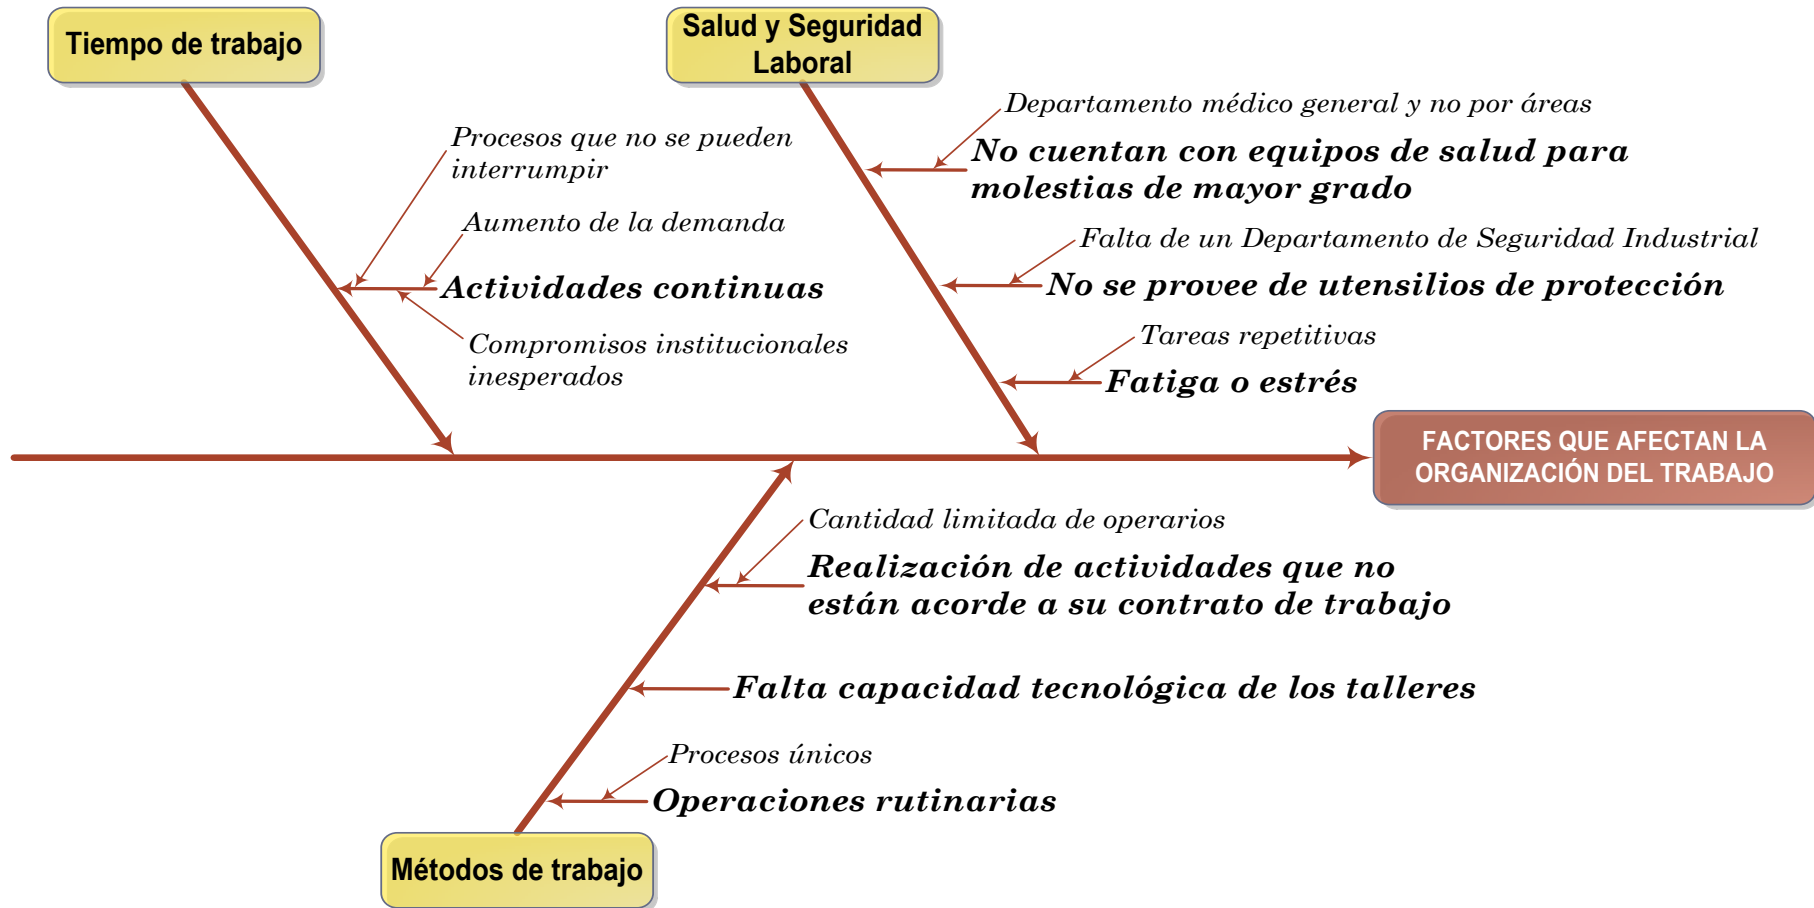 Tiempo de trabajo
Salud y Seguridad
Laboral
Procesos que no se pueden
interrumpir
Aumento de la demanda
Actividades continuas
Compromisos institucionales
inesperados
Departamento médico general y no por áreas
No cuentan con equipos de salud para
molestias de mayor grado
Falta de un Departamento de Seguridad Industrial
No se provee de utensilios de protección
Tareas repetitivas
Fatiga o estrés
FACTORES QUE AFECTAN LA
ORGANIZACIÓN DEL TRABAJO
Cantidad limitada de operarios
Realización de actividades que no
están acorde a su contrato de trabajo
Falta capacidad tecnológica de los talleres
Procesos únicos
Operaciones rutinarias
Métodos de trabajo